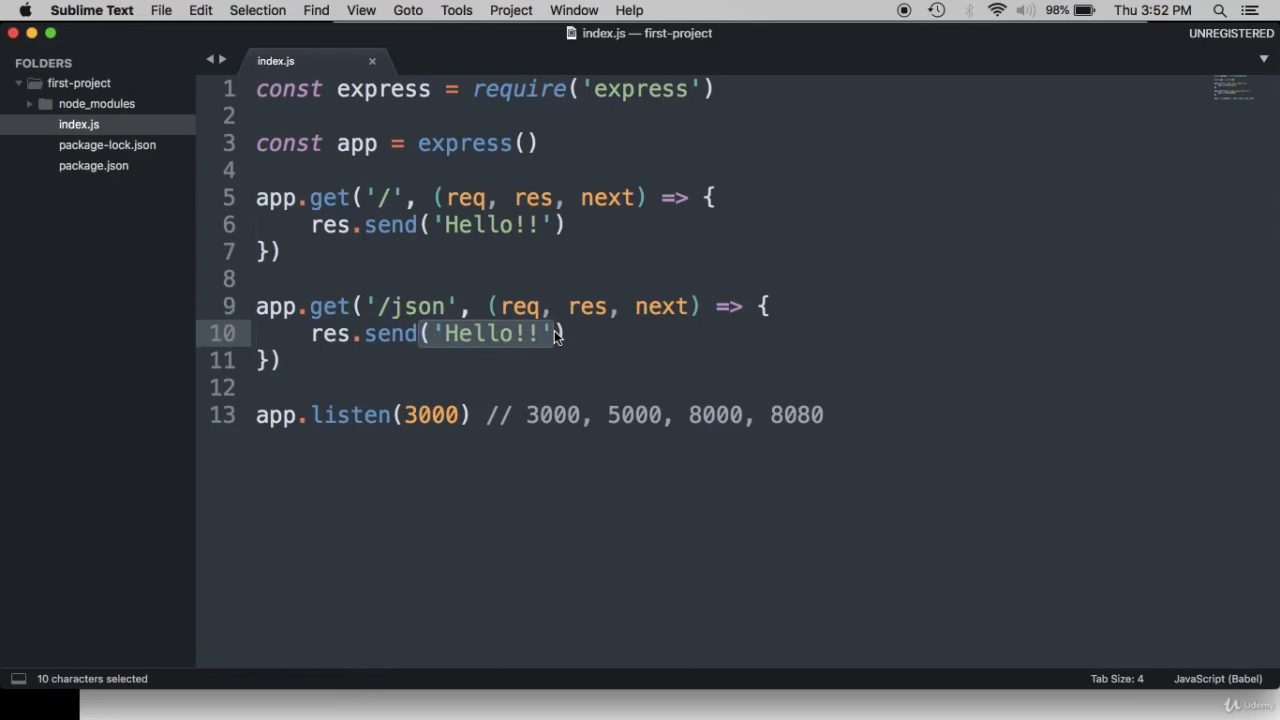 Sublime Text File Edit Selection Find View Goto Tools Project Window Help 98% Thu 3:52 PM
index.js — first-project UNREGISTERED
FOLDERS
first-project
node_modules
index.js
package-lock.json
package.json
index.js
1 const express = require('express')
2
3 const app = express()
4
5 app.get('/', (req, res, next) => {
6 res.send('Hello!!')
7 })
8
9 app.get('/json', (req, res, next) => {
10 res.send('Hello!!')
11 })
12
13 app.listen(3000) // 3000, 5000, 8000, 8080
10 characters selected Tab Size: 4 JavaScript (Babel)
Udemy